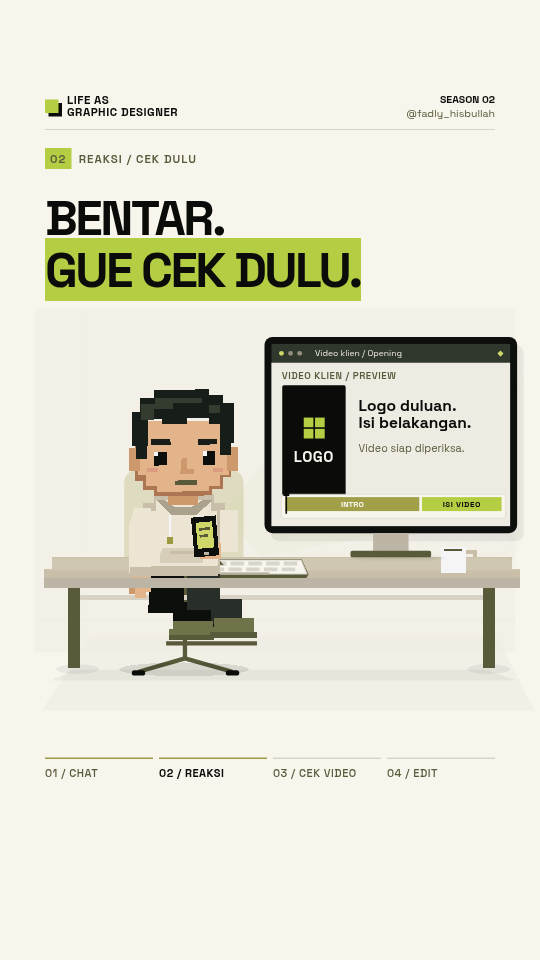 LIFE AS
GRAPHIC DESIGNER
SEASON 02
@fadly_hisbullah
02 REAKSI / CEK DULU
BENTAR.
GUE CEK DULU.
Video klien / Opening
VIDEO KLIEN / PREVIEW
LOGO
Logo duluan.
Isi belakangan.
Video siap diperiksa.
INTRO
ISI VIDEO
01 / CHAT
02 / REAKSI
03 / CEK VIDEO
04 / EDIT